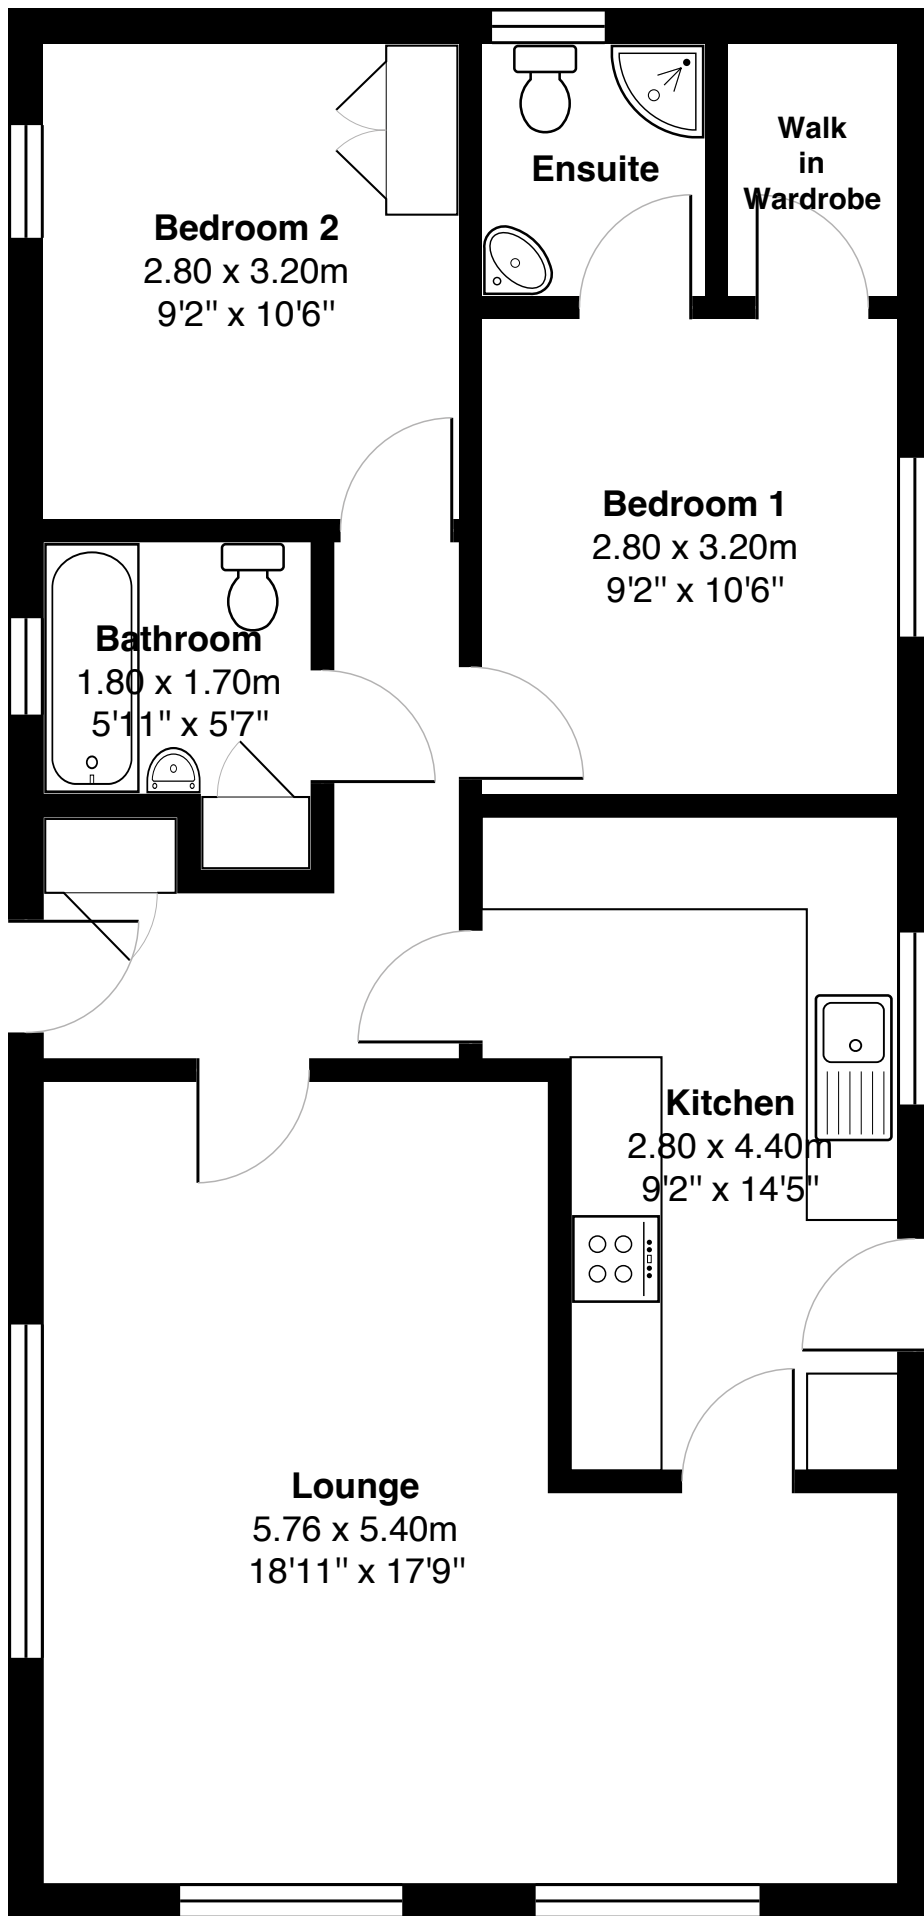 Walk
in
Wardrobe
Ensuite
Bedroom 2
2.80 x 3.20m
9'2" x 10'6"
Bedroom 1
2.80 x 3.20m
9'2" x 10'6"
Bathroom
1.80 x 1.70m
5'11" x 5'7"
Kitchen
2.80 x 4.40m
9'2" x 14'5"
Lounge
5.76 x 5.40m
18'11" x 17'9"